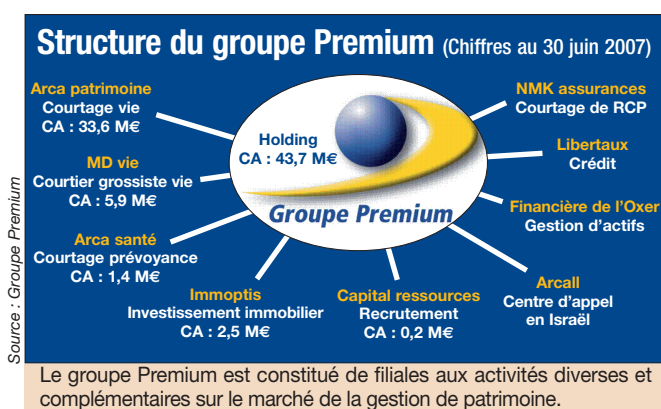 Structure du groupe Premium (Chiffres au 30 juin 2007)
Arca patrimoine
Courtage vie
CA : 33,6 M€
MD vie
Courtier grossiste vie
CA : 5,9 M€
Arca santé
Courtage prévoyance
CA : 1,4 M€
Immoptis
Investissement immobilier
CA : 2,5 M€
Holding
CA : 43,7 M€
Groupe Premium
Capital ressources
Recrutement
CA : 0,2 M€
NMK assurances
Courtage de RCP
Libertaux
Crédit
Financière de l'Oxer
Gestion d'actifs
Arcall
Centre d'appel
en Israël
Source : Groupe Premium
Le groupe Premium est constitué de filiales aux activités diverses et
complémentaires sur le marché de la gestion de patrimoine.